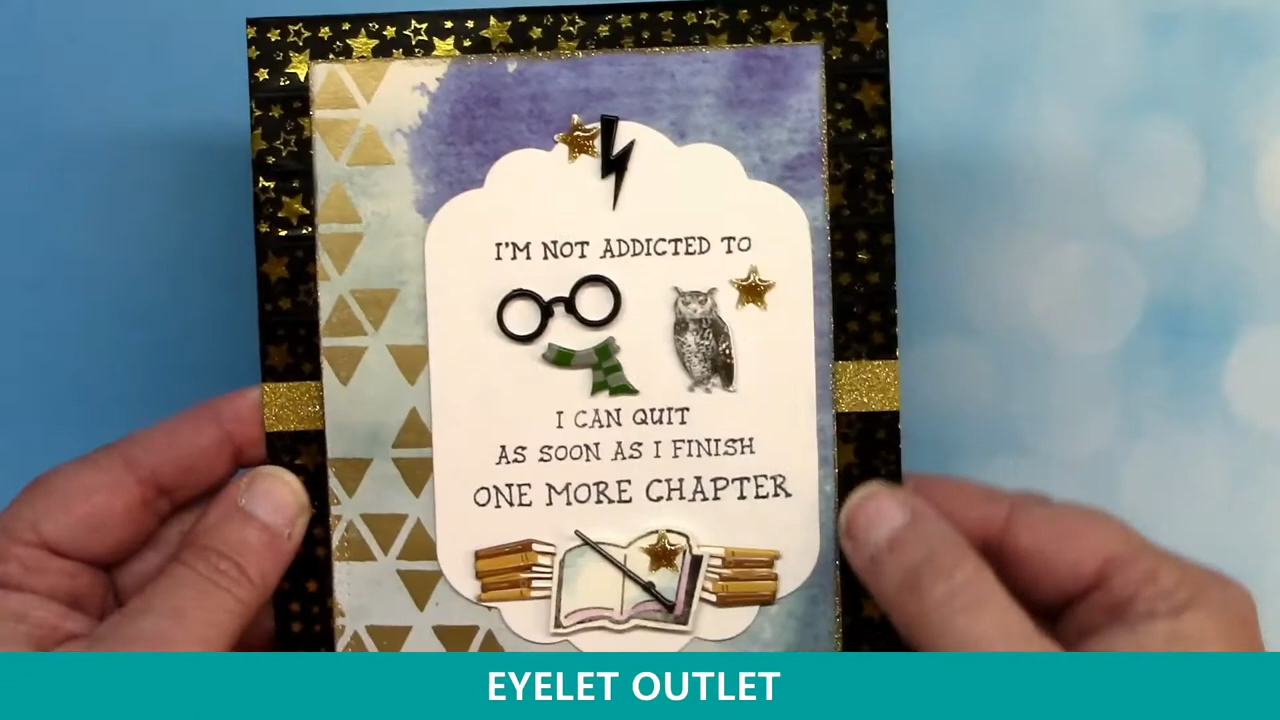 I'M NOT ADDICTED TO
I CAN QUIT
AS SOON AS I FINISH
ONE MORE CHAPTER
EYELET OUTLET